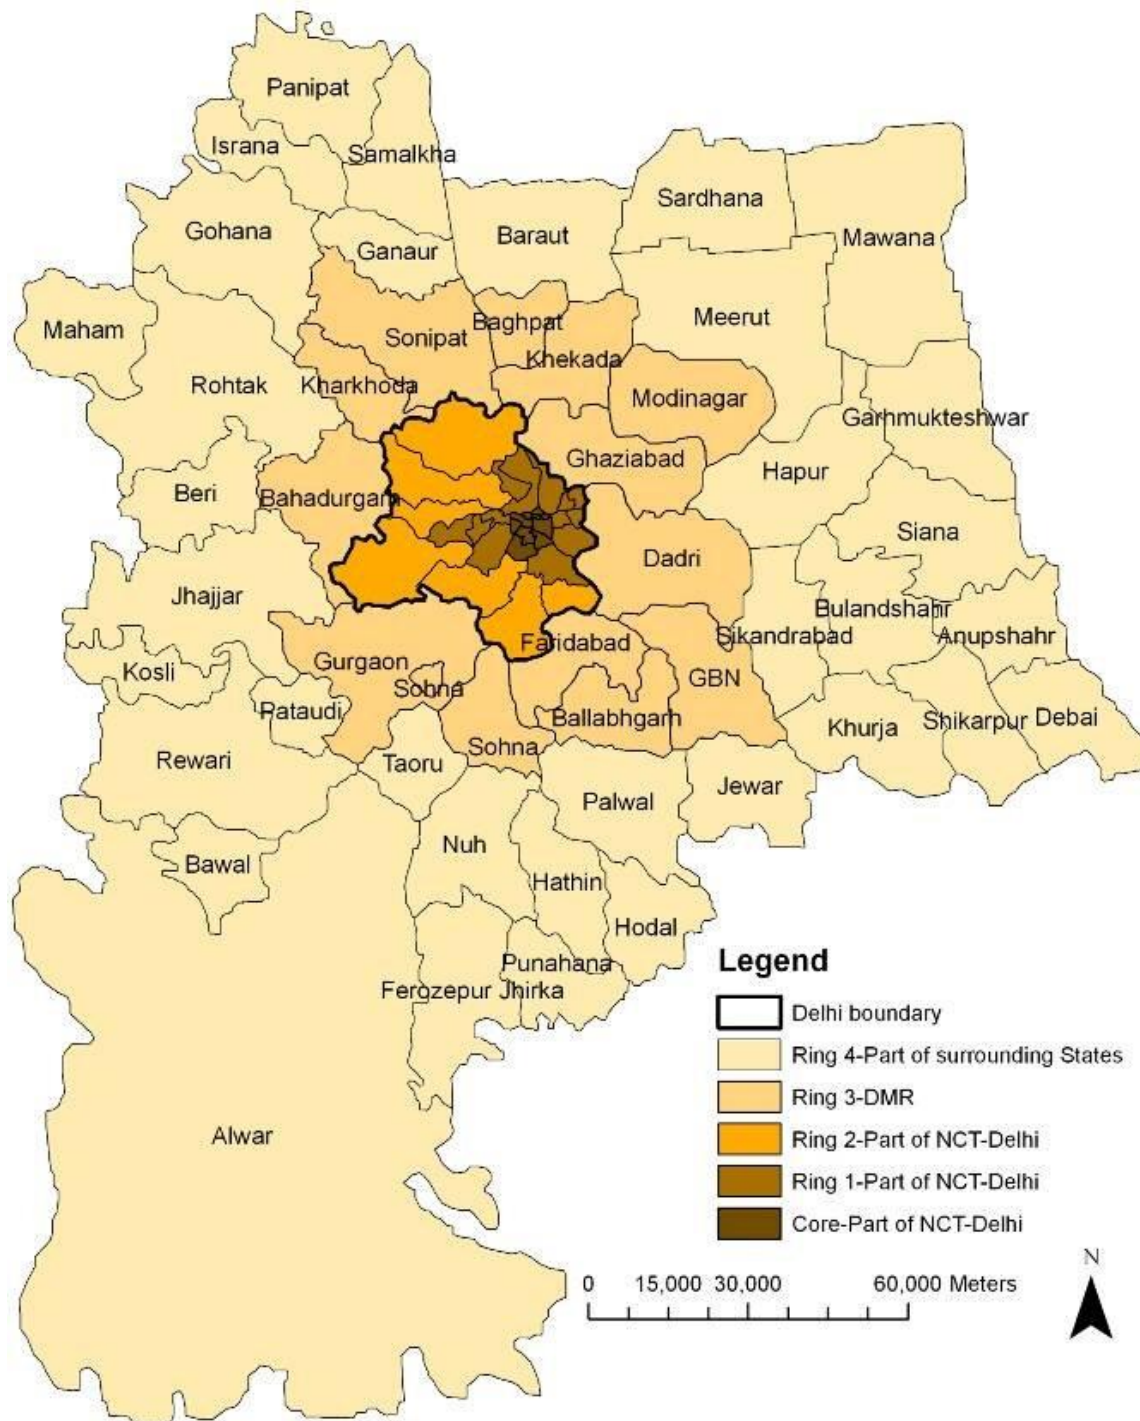 Panipat
Israna
Samalkha
Sardhana
Gohana
Ganaur
Baraut
Mawana
Maham
Sonipat
Baghpat
Meerut
Khekada
Rohtak
Kharkhoda
Modinagar
Garhmukteshwar
Ghaziabad
Hapur
Beri
Bahadurgarh
Siana
Dadri
Jhajjar
Bulandshahr
Sikandrabad
Anupshahr
Faridabad
Kosli
Gurgaon
Sohna
GBN
Pataudi
Ballabhgarh
Khurja
Shikarpur
Debai
Rewari
Taoru
Sohna
Palwal
Jewar
Nuh
Bawal
Hathin
Hodal
Punahana
Ferozepur Jhirka
Alwar
Legend
Delhi boundary
Ring 4-Part of surrounding States
Ring 3-DMR
Ring 2-Part of NCT-Delhi
Ring 1-Part of NCT-Delhi
Core-Part of NCT-Delhi
N
0 15,000 30,000 60,000 Meters